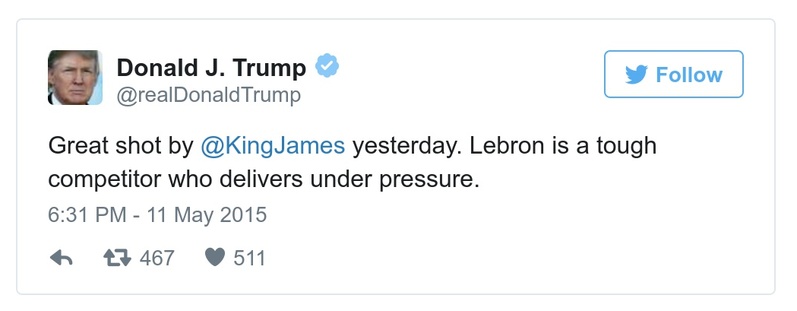 Donald J. Trump
@realDonaldTrump
Follow
Great shot by @KingJames yesterday. Lebron is a tough
competitor who delivers under pressure.
6:31 PM - 11 May 2015
467 511